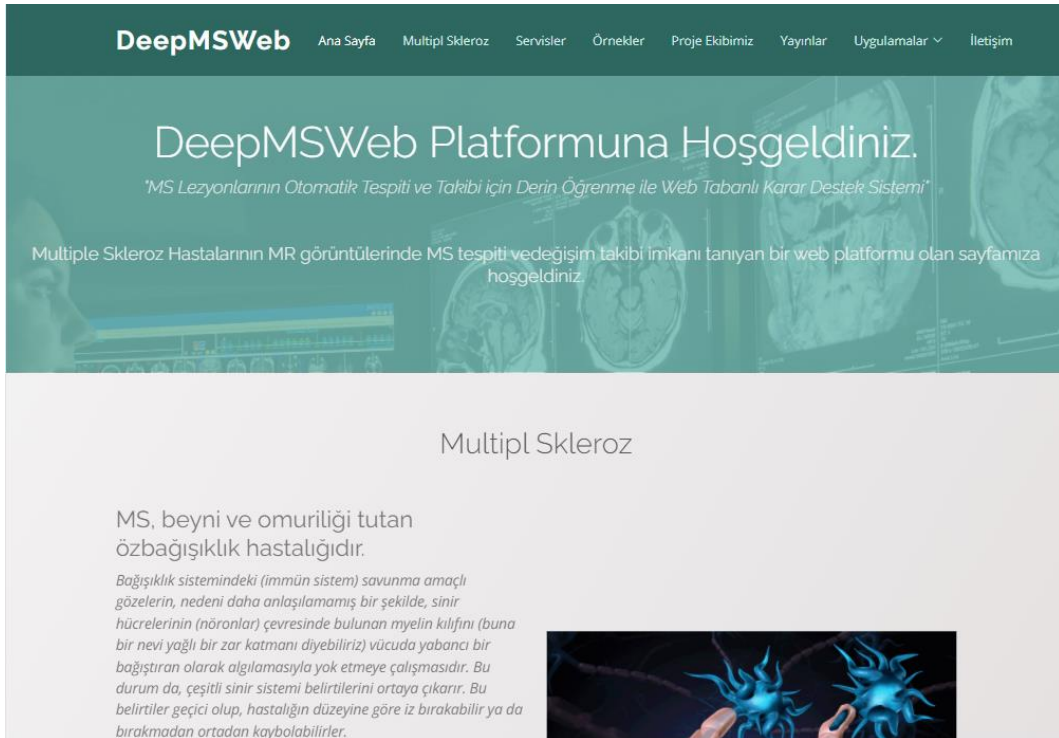 DeepMSWeb Ana Sayfa Multipl Skleroz Servisler Örnekler Proje Ekibimiz Yayınlar Uygulamalar İletişim
DeepMSWeb Platformuna Hoşgeldiniz.
"MS Lezyonlarının Otomatik Tespiti ve Takibi için Derin Öğrenme ile Web Tabanlı Karar Destek Sistemi"
Multiple Skleroz Hastalarının MR görüntülerinde MS tespiti vedeğişim takibi imkanı tanıyan bir web platformu olan sayfamıza
hoşgeldiniz.
Multipl Skleroz
MS, beyni ve omuriliği tutan
özbağışıklık hastalığıdır.
Bağışıklık sistemindeki (immün sistem) savunma amaçlı
gözelerin, nedeni daha anlaşılamamış bir şekilde, sinir
hücrelerinin (nöronlar) çevresinde bulunan myelin kılıfını (buna
bir nevi yağlı bir zar katmanı diyebiliriz) vücuda yabancı bir
bağıştıran olarak algılamasıyla yok etmeye çalışmasıdır. Bu
durum da, çeşitli sinir sistemi belirtilerini ortaya çıkarır. Bu
belirtiler geçici olup, hastalığın düzeyine göre iz bırakabilir ya da
bırakmadan ortadan kaybolabilirler.